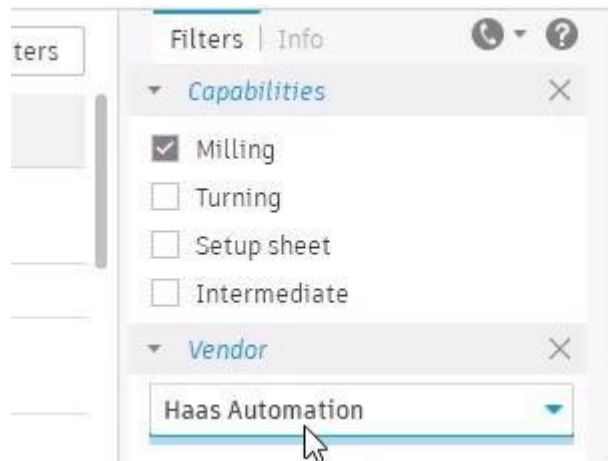 ters
Filters | Info
Capabilities
Milling
Turning
Setup sheet
Intermediate
Vendor
Haas Automation